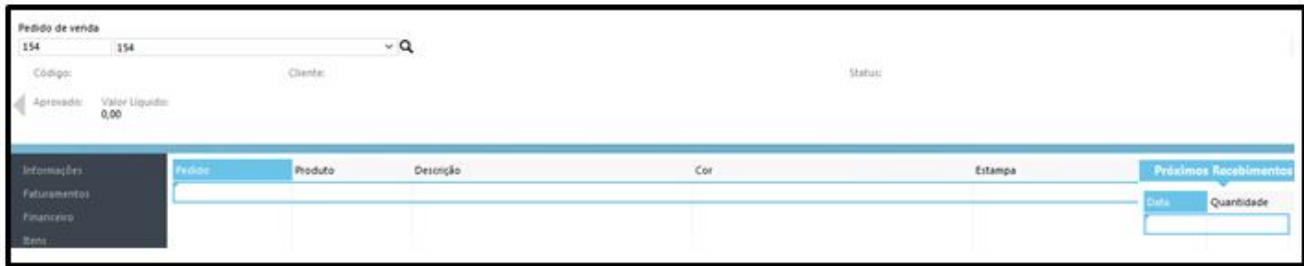 Pedido de venda
154 154
Código: Cliente: Status:
Aprovado: Valor Líquido:
0,00
Informações Pedido Produto Descrição Cor Estampa Próximos Recebimentos
Faturamentos Data Quantidade
Financeiro
Itens